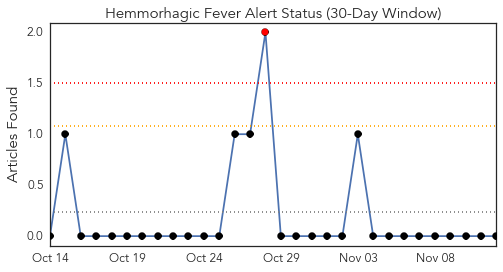 Hemmorhagic Fever Alert Status (30-Day Window)
Articles Found
2.0
1.5
1.0
0.5
0.0
Oct 14 Oct 19 Oct 24 Oct 29 Nov 03 Nov 08